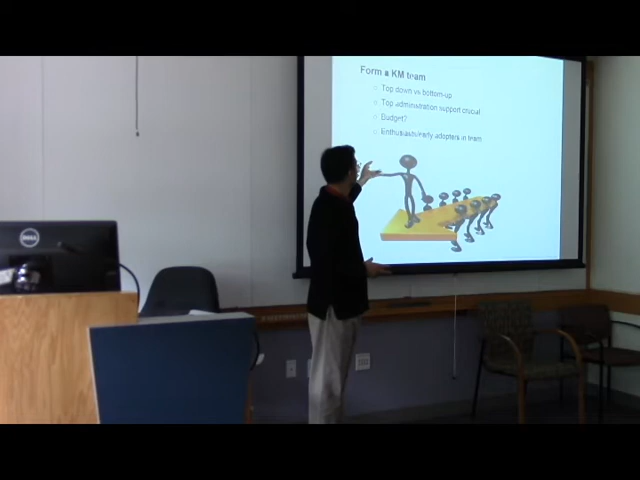 Form a KM team
Top down vs bottom-up
Top administration support crucial
Budget?
Enthusiasts/early adopters in team
DELL